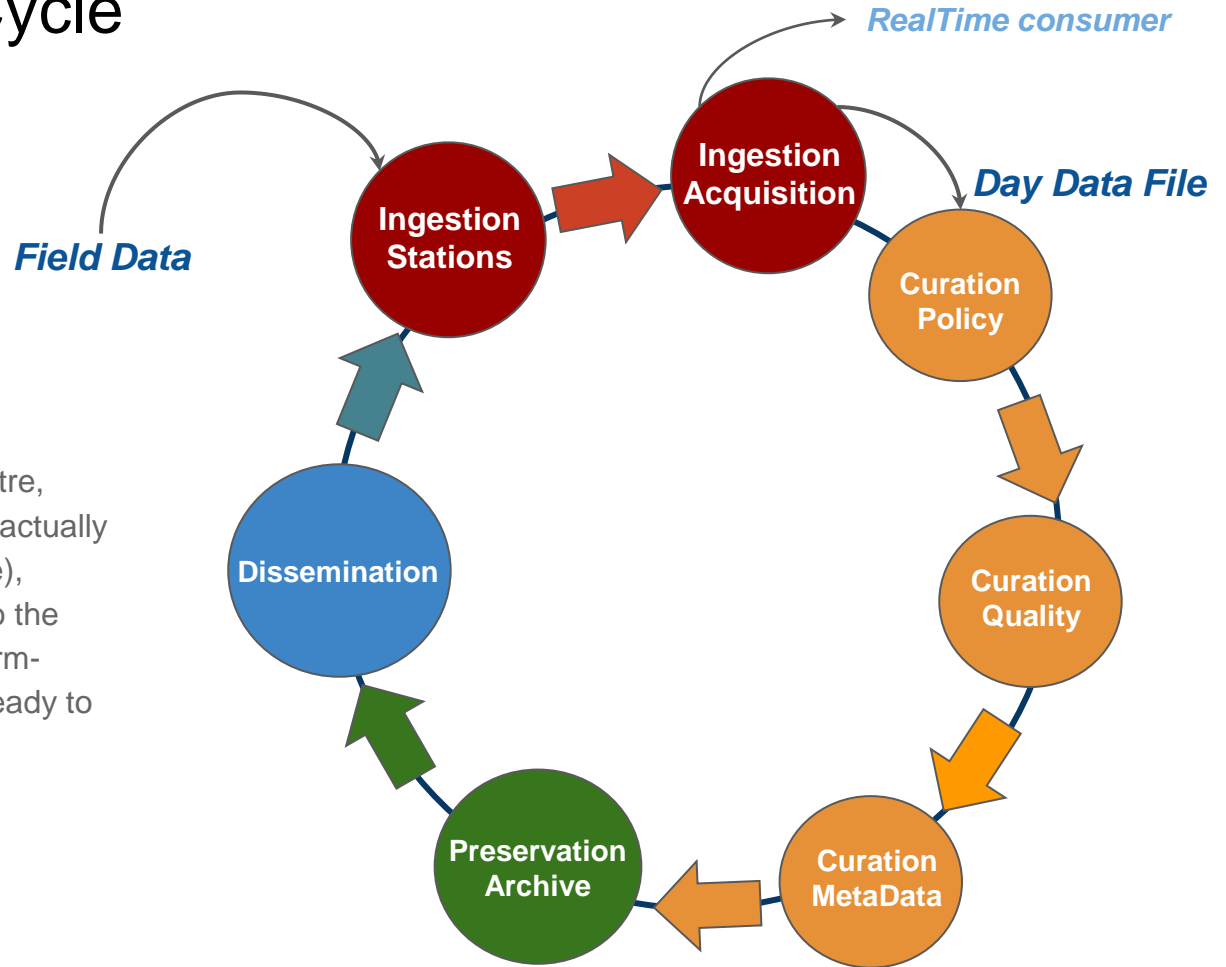 Cycle
RealTime consumer
Ingestion
Acquisition
Day Data File
Ingestion
Stations
Field Data
Curation
Policy
tre,
actually
e),
o the
rm-
eady to
Dissemination
Curation
Quality
Preservation
Archive
Curation
MetaData